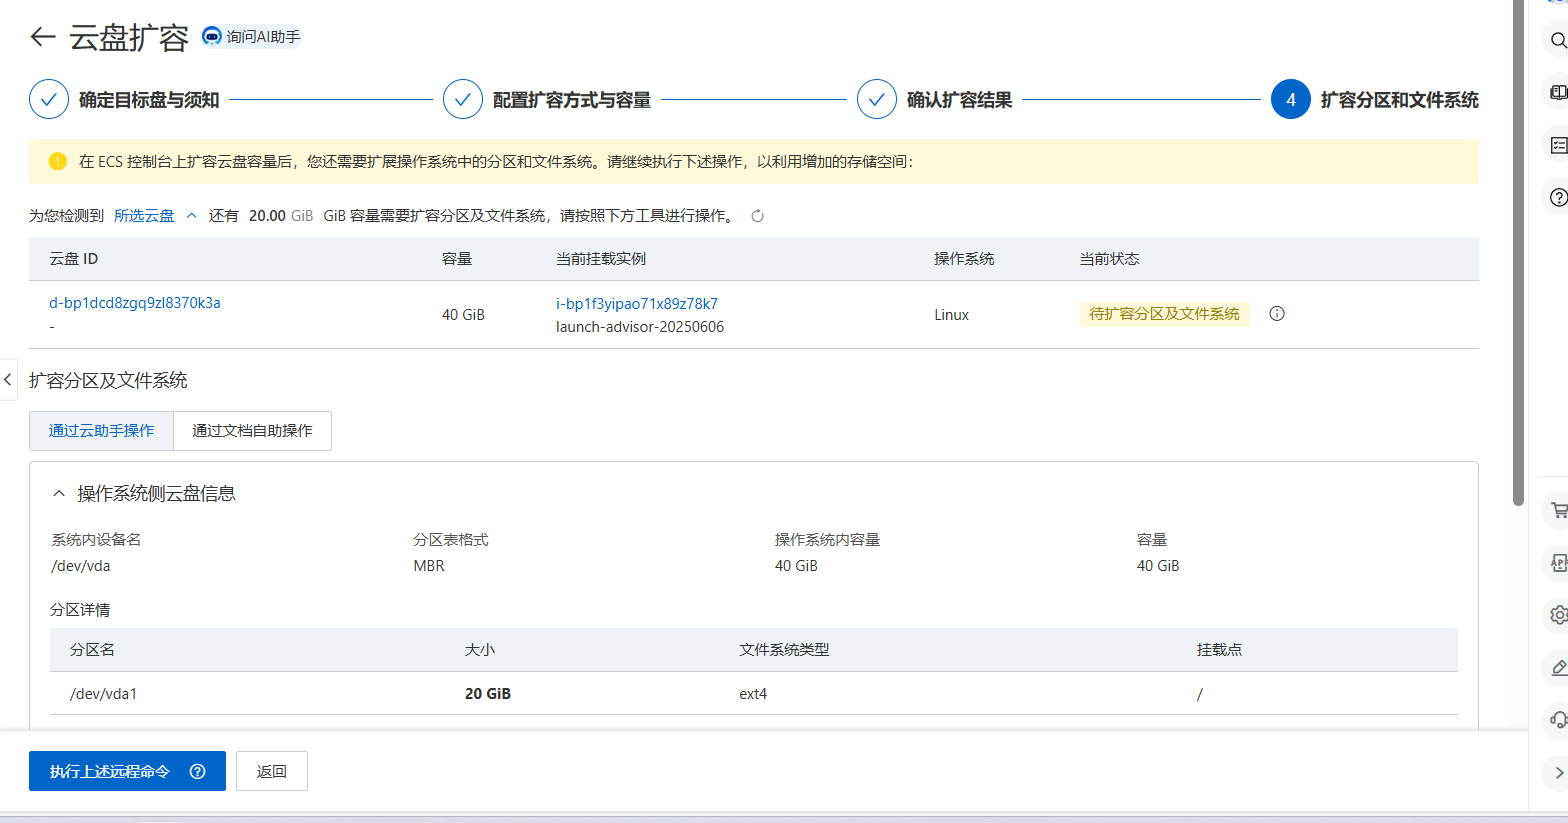 云盘扩容 询问AI助手
确定目标盘与须知 配置扩容方式与容量 确认扩容结果 4 扩容分区和文件系统
在 ECS 控制台上扩容云盘容量后，您还需要扩展操作系统中的分区和文件系统。请继续执行下述操作，以利用增加的存储空间：
为您检测到 所选云盘 还有 20.00 GiB GiB 容量需要扩容分区及文件系统，请按照下方工具进行操作。
云盘 ID 容量 当前挂载实例 操作系统 当前状态
d-bp1dcd8zgq9zl8370k3a 40 GiB i-bp1f3yipao71x89z78k7 Linux 待扩容分区及文件系统
- launch-advisor-20250606
扩容分区及文件系统
通过云助手操作 通过文档自助操作
操作系统侧云盘信息
系统内设备名 分区表格式 操作系统内容量 容量
/dev/vda MBR 40 GiB 40 GiB
分区详情
分区名 大小 文件系统类型 挂载点
/dev/vda1 20 GiB ext4 /
执行上述远程命令 返回